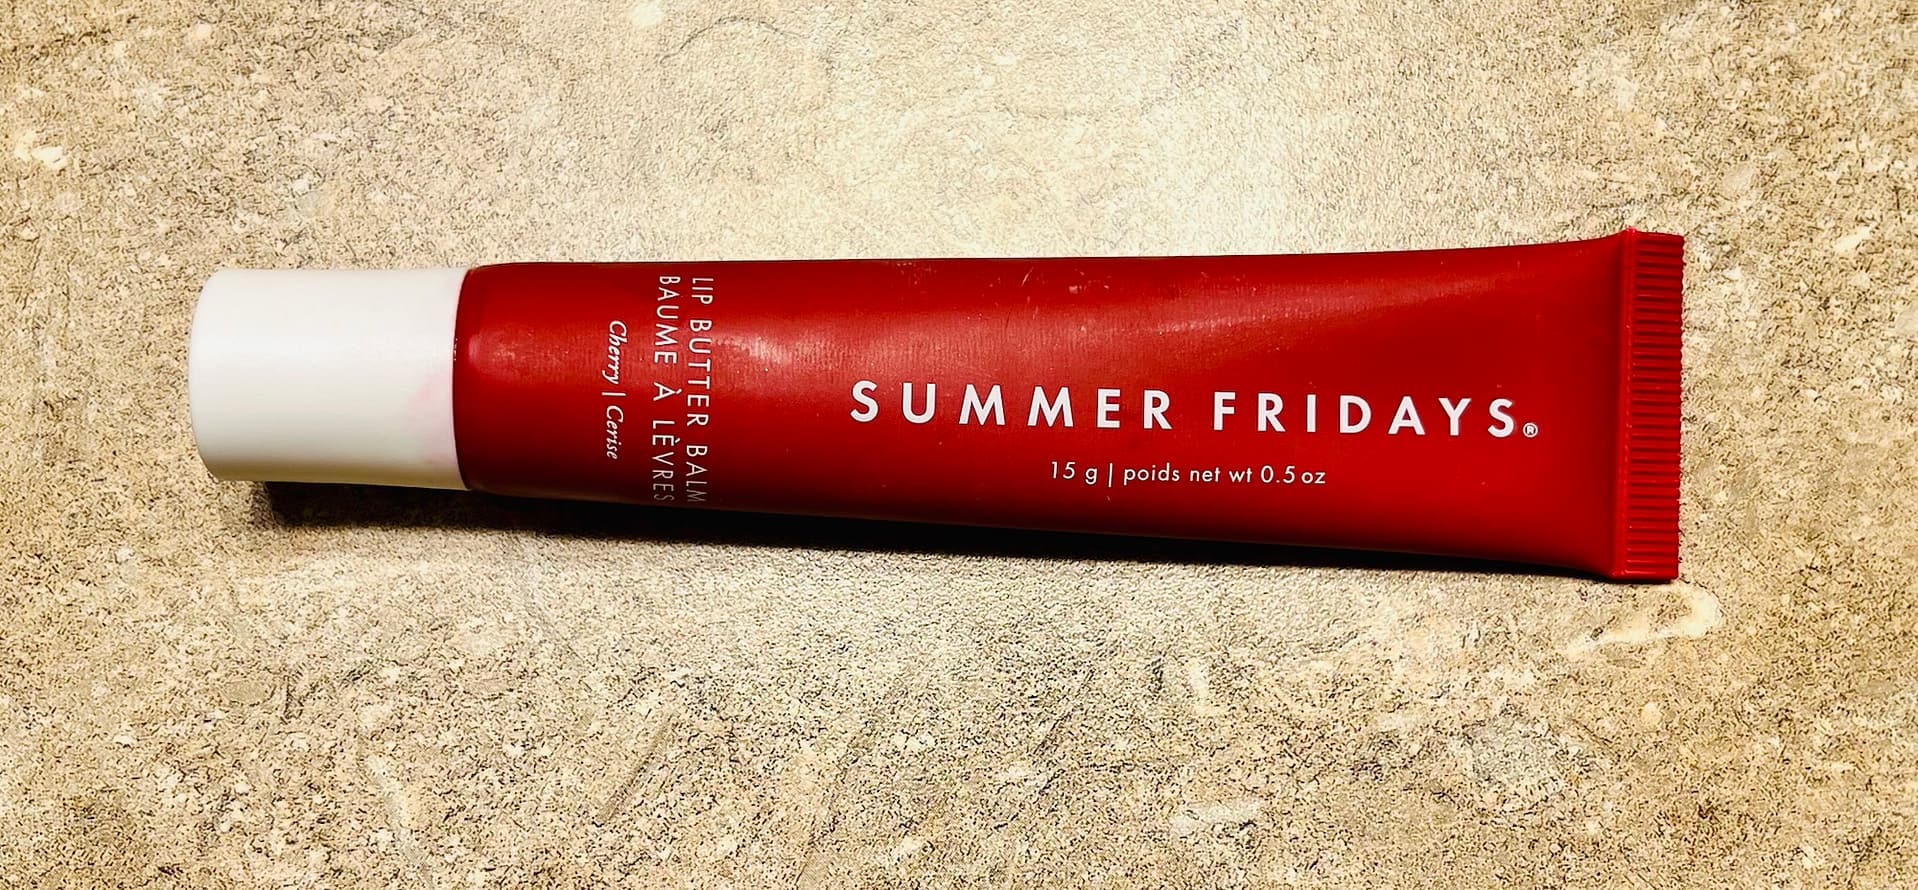 SUMMER FRIDAYS®
15 g | poids net wt 0.5 oz
LIP BUTTER BALM
BAUME À LÈVRES
Cherry | Cerise